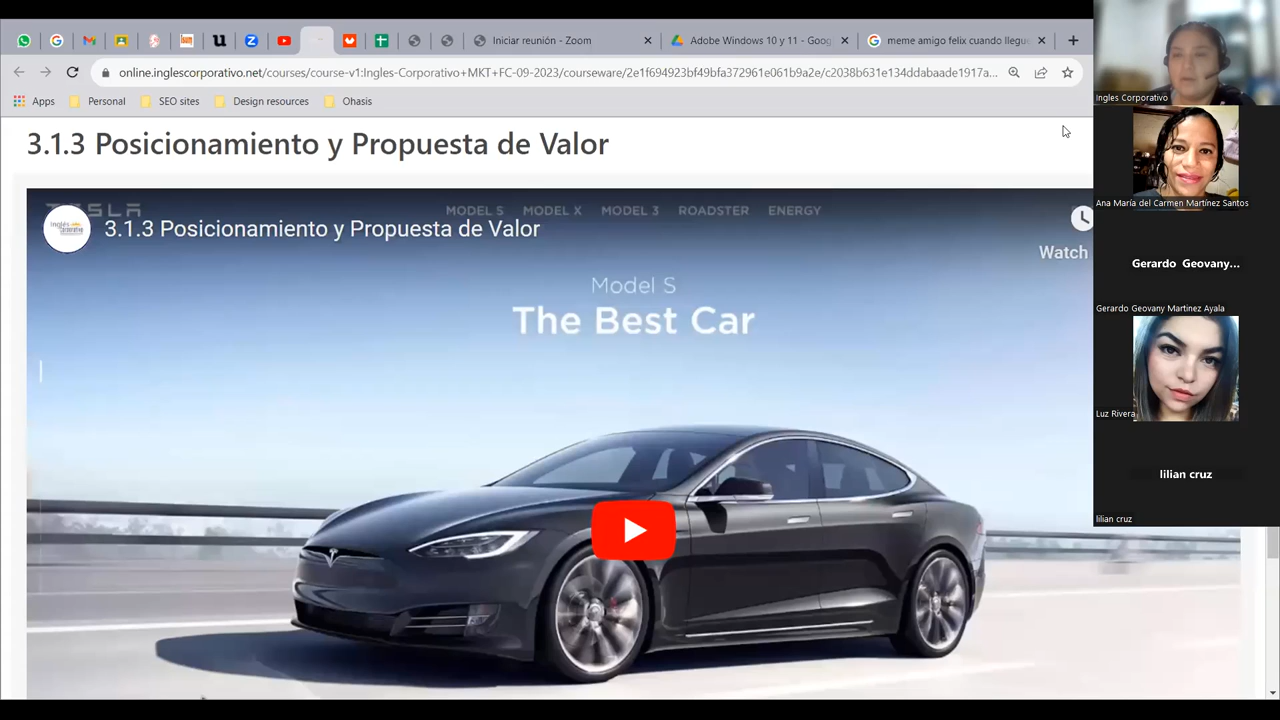 Iniciar reunión - Zoom
Adobe Windows 10 y 11 - Goog
meme amigo felix cuando llegue
online.inglescorporativo.net/courses/course-v1:Ingles-Corporativo+MKT+FC-09-2023/courseware/2e1f694923bf49bfa372961e061b9a2e/c2038b631e134ddabaade1917a...
Apps
Personal
SEO sites
Design resources
Ohasis
3.1.3 Posicionamiento y Propuesta de Valor
MODEL S MODEL X MODEL 3 ROADSTER ENERGY
3.1.3 Posicionamiento y Propuesta de Valor
Watch
Model S
The Best Car
Ingles Corporativo
Ana María del Carmen Martínez Santos
Gerardo Geovany...
Gerardo Geovany Martinez Ayala
Luz Rivera
lilian cruz
lilian cruz